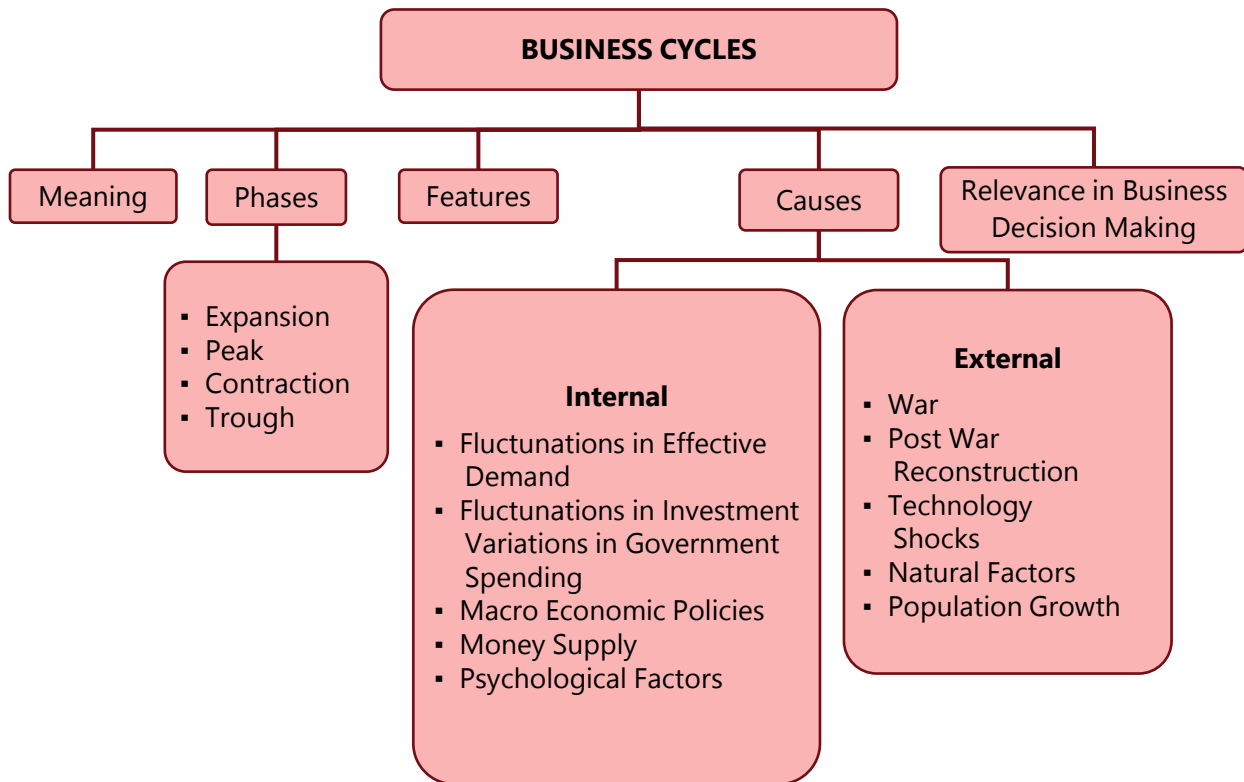 BUSINESS CYCLES
Meaning
Phases
Features
Causes
Relevance in Business
Decision Making
▪ Expansion
▪ Peak
▪ Contraction
▪ Trough
Internal
▪ Fluctunations in Effective
Demand
▪ Fluctunations in Investment
Variations in Government
Spending
▪ Macro Economic Policies
▪ Money Supply
▪ Psychological Factors
External
▪ War
▪ Post War
Reconstruction
▪ Technology
Shocks
▪ Natural Factors
▪ Population Growth